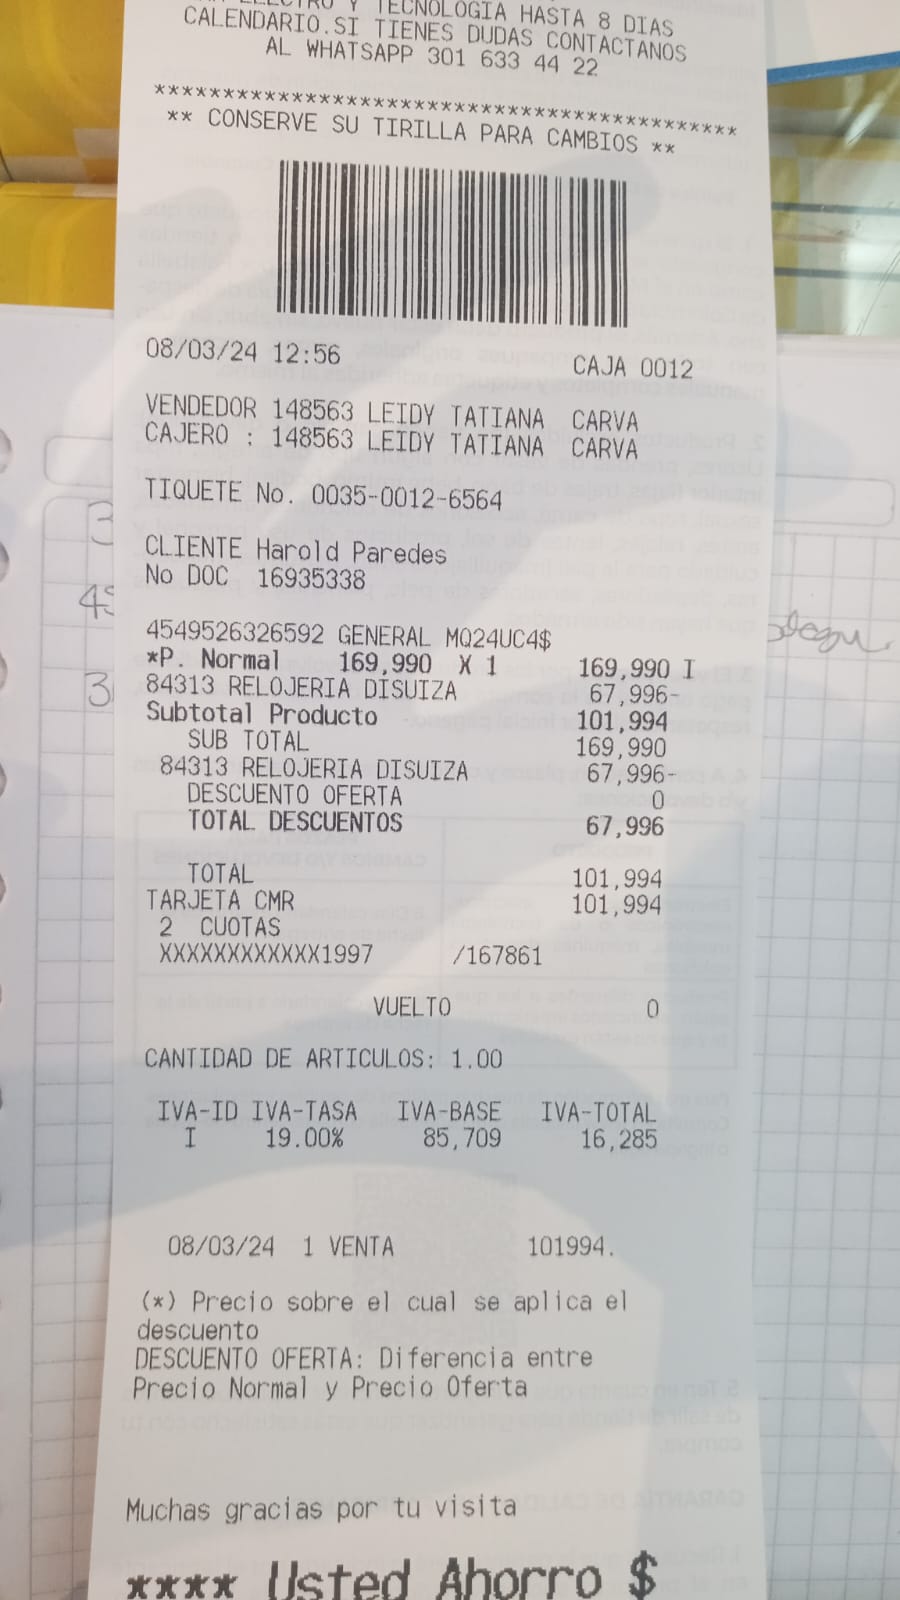 Y TECNOLOGIA HASTA 8 DIAS
CALENDARIO.SI TIENES DUDAS CONTACTANOS
AL WHATSAPP 301 633 44 22
*******************************************
** CONSERVE SU TIRILLA PARA CAMBIOS **
08/03/24 12:56 CAJA 0012
VENDEDOR 148563 LEIDY TATIANA CARVA
CAJERO : 148563 LEIDY TATIANA CARVA
TIQUETE No. 0035-0012-6564
CLIENTE Harold Paredes
No DOC 16935338
4549526326592 GENERAL MQ24UC4$
*P. Normal 169,990 X 1 169,990 I
84313 RELOJERIA DISUIZA 67,996-
Subtotal Producto 101,994
SUB TOTAL 169,990
84313 RELOJERIA DISUIZA 67,996-
DESCUENTO OFERTA 0
TOTAL DESCUENTOS 67,996
TOTAL 101,994
TARJETA CMR 101,994
2 CUOTAS
XXXXXXXXXXXX1997 /167861
VUELTO 0
CANTIDAD DE ARTICULOS: 1.00
IVA-ID IVA-TASA IVA-BASE IVA-TOTAL
I 19.00% 85,709 16,285
08/03/24 1 VENTA 101994.
(*) Precio sobre el cual se aplica el
descuento
DESCUENTO OFERTA: Diferencia entre
Precio Normal y Precio Oferta
Muchas gracias por tu visita
**** Usted Ahorro $